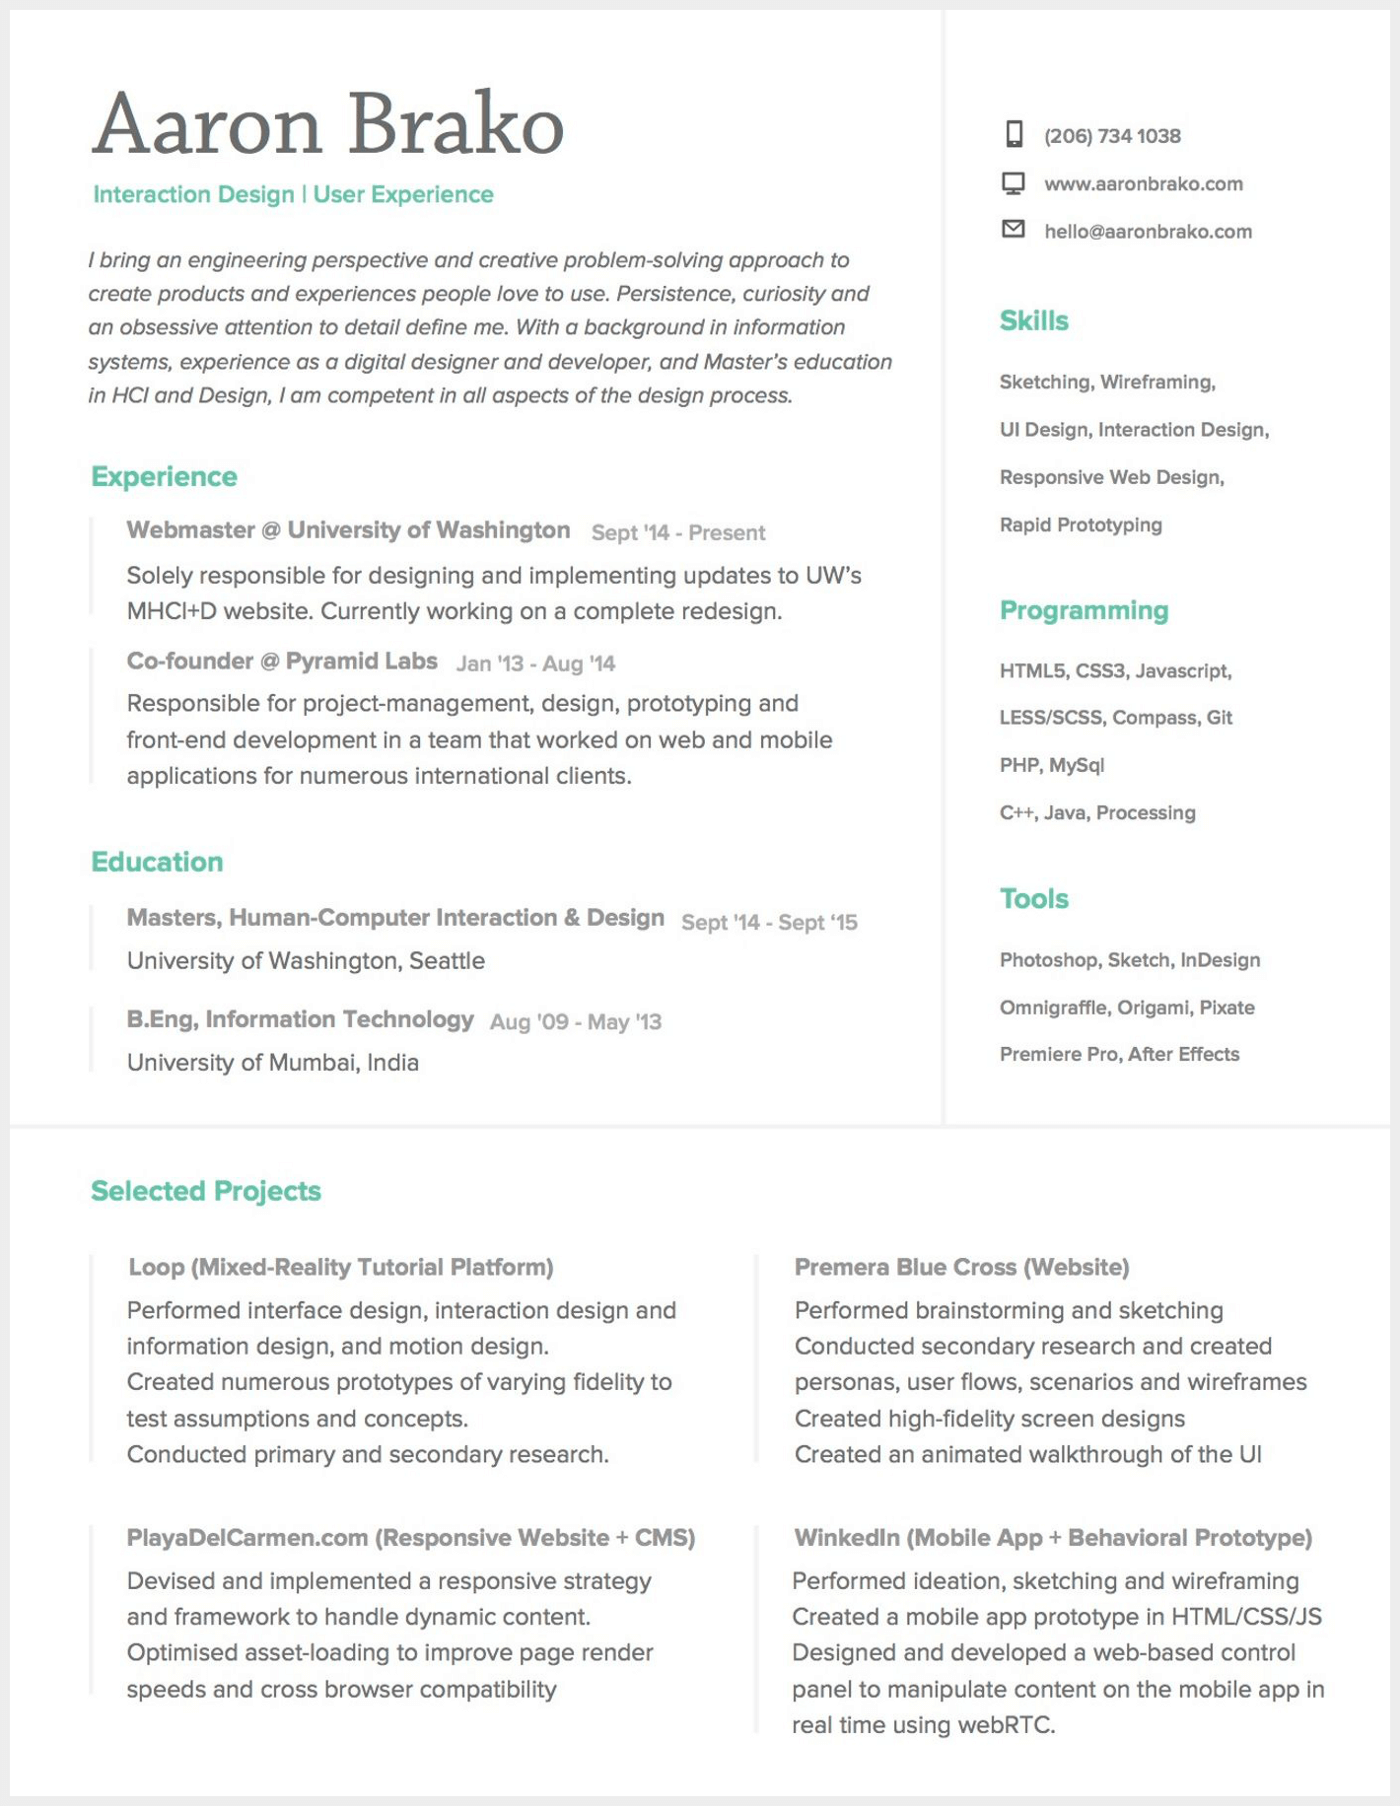 Aaron Brako
Interaction Design | User Experience
I bring an engineering perspective and creative problem-solving approach to
create products and experiences people love to use. Persistence, curiosity and
an obsessive attention to detail define me. With a background in information
systems, experience as a digital designer and developer, and Master's education
in HCI and Design, I am competent in all aspects of the design process.
Experience
Webmaster @ University of Washington Sept '14 - Present
Solely responsible for designing and implementing updates to UW's
MHCI+D website. Currently working on a complete redesign.
Co-founder @ Pyramid Labs Jan '13 - Aug '14
Responsible for project-management, design, prototyping and
front-end development in a team that worked on web and mobile
applications for numerous international clients.
Education
Masters, Human-Computer Interaction & Design Sept '14 - Sept ‘15
University of Washington, Seattle
B.Eng, Information Technology Aug '09 - May '13
University of Mumbai, India
(206) 734 1038
www.aaronbrako.com
hello@aaronbrako.com
Skills
Sketching, Wireframing,
UI Design, Interaction Design,
Responsive Web Design,
Rapid Prototyping
Programming
HTML5, CSS3, Javascript,
LESS/SCSS, Compass, Git
PHP, MySql
C++, Java, Processing
Tools
Photoshop, Sketch, InDesign
Omnigraffle, Origami, Pixate
Premiere Pro, After Effects
Selected Projects
Loop (Mixed-Reality Tutorial Platform)
Performed interface design, interaction design and
information design, and motion design.
Created numerous prototypes of varying fidelity to
test assumptions and concepts.
Conducted primary and secondary research.
Premera Blue Cross (Website)
Performed brainstorming and sketching
Conducted secondary research and created
personas, user flows, scenarios and wireframes
Created high-fidelity screen designs
Created an animated walkthrough of the UI
PlayaDelCarmen.com (Responsive Website + CMS)
Devised and implemented a responsive strategy
and framework to handle dynamic content.
Optimised asset-loading to improve page render
speeds and cross browser compatibility
WinkedIn (Mobile App + Behavioral Prototype)
Performed ideation, sketching and wireframing
Created a mobile app prototype in HTML/CSS/JS
Designed and developed a web-based control
panel to manipulate content on the mobile app in
real time using webRTC.